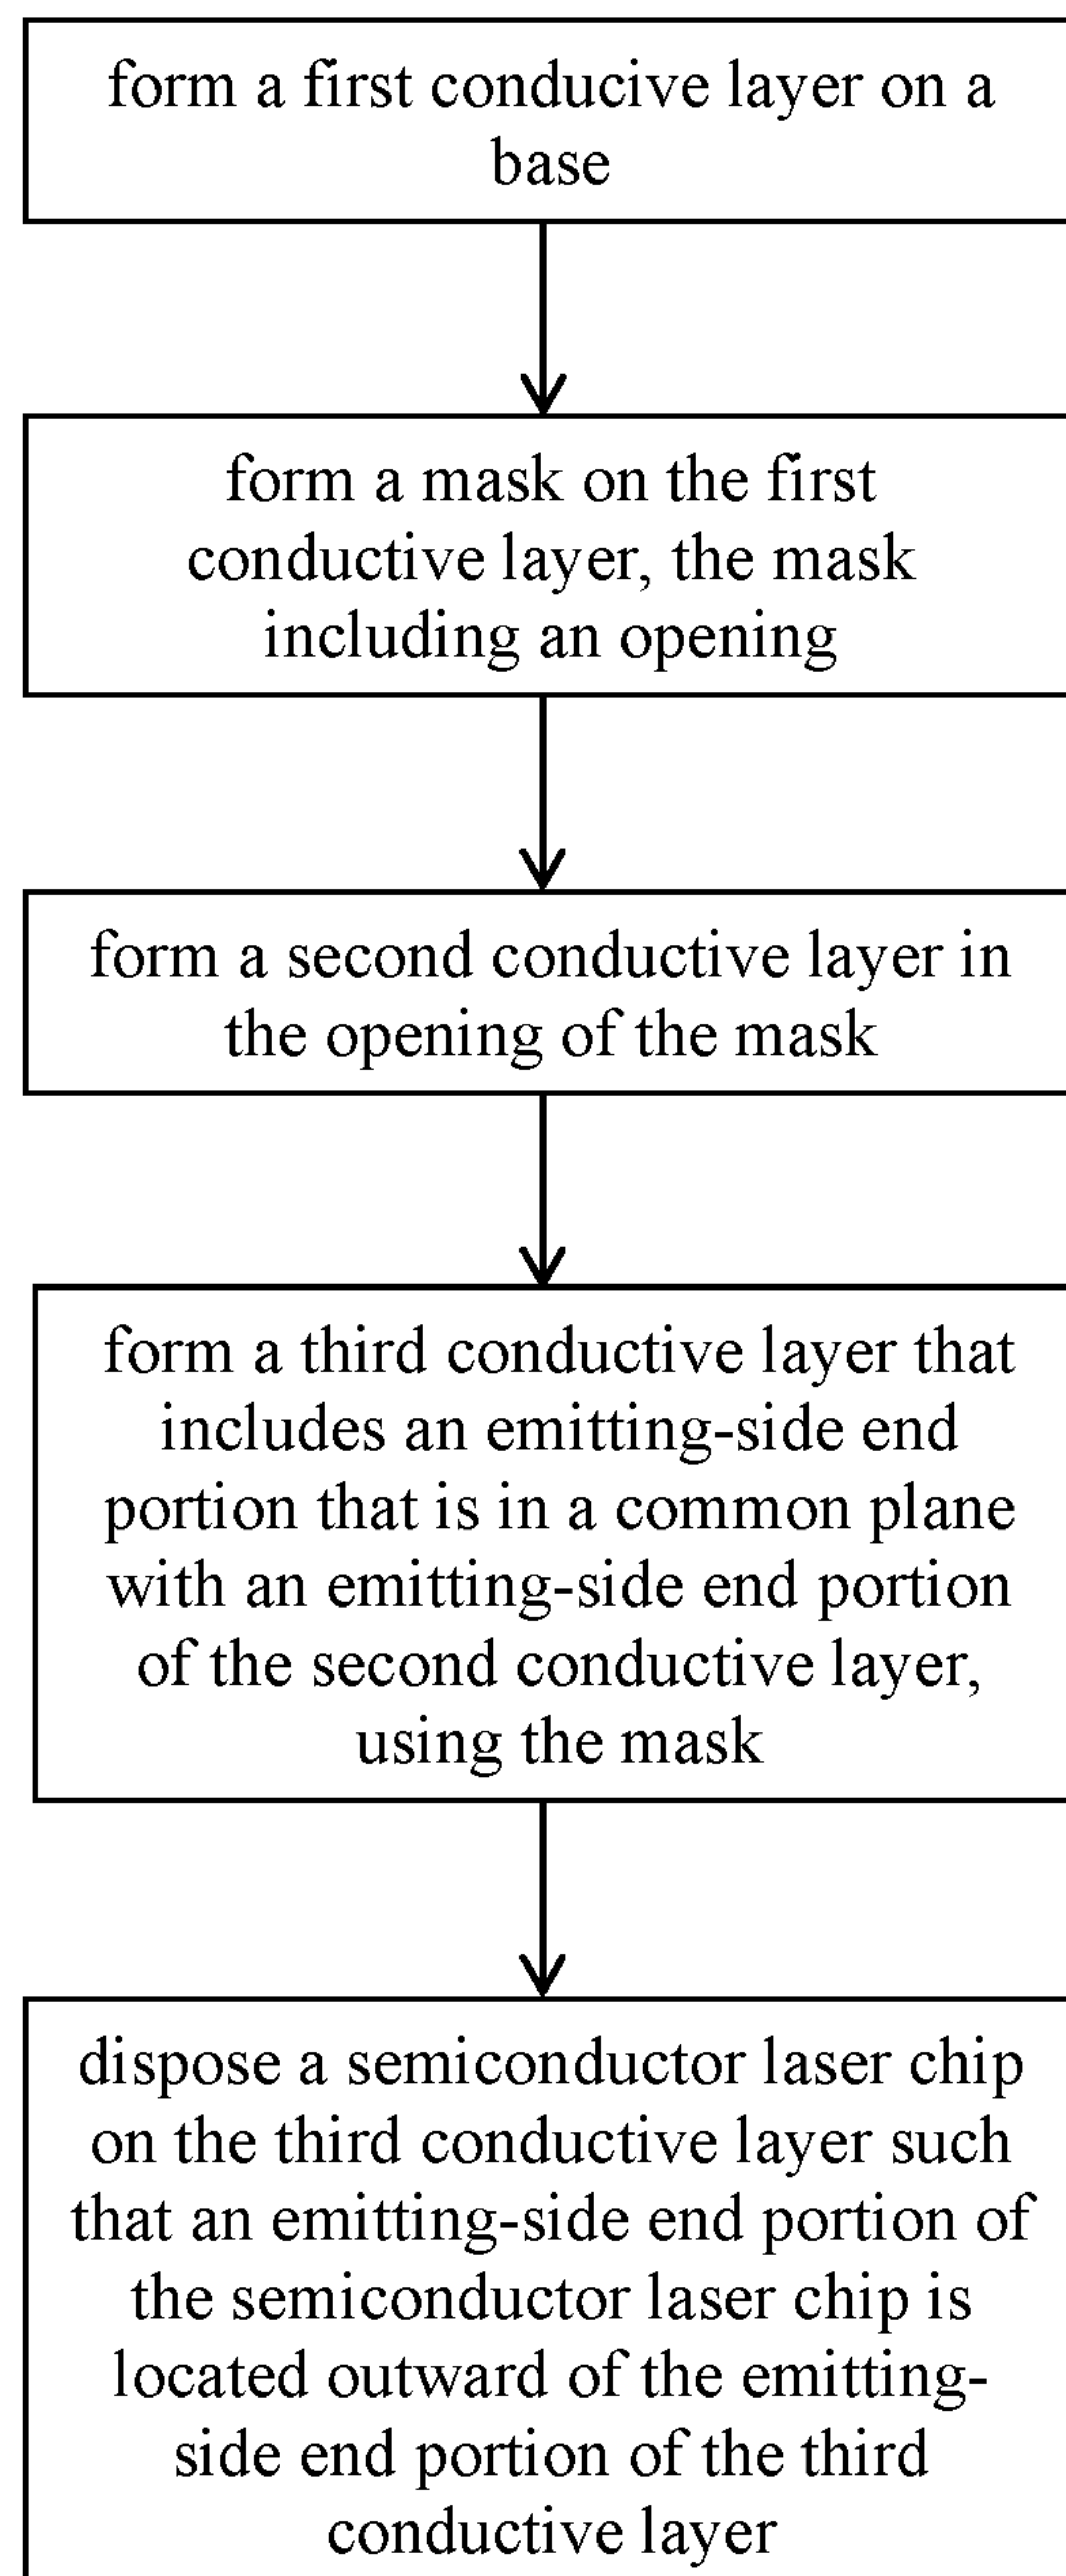 form a first conducive layer on a
base
form a mask on the first
conductive layer, the mask
including an opening
form a second conductive layer in
the opening of the mask
form a third conductive layer that
includes an emitting-side end
portion that is in a common plane
with an emitting-side end portion
of the second conductive layer,
using the mask
dispose a semiconductor laser chip
on the third conductive layer such
that an emitting-side end portion of
the semiconductor laser chip is
located outward of the emitting-
side end portion of the third
conductive layer